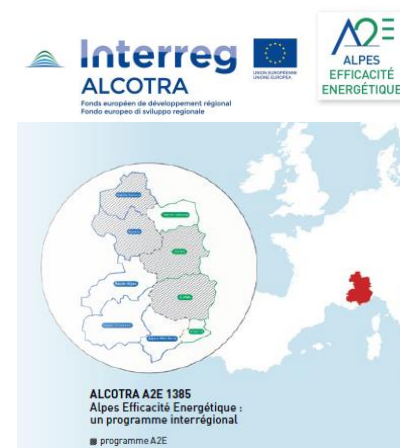 Interreg
ALCOTRA
Fonds européen de développement régional
Fondo europeo di sviluppo regionale
UNION EUROPÉENNE
UNIONE EUROPEA
A2E
ALPES
EFFICACITÉ
ENERGÉTIQUE
ALCOTRA A2E 1385
Alpes Efficacité Energétique :
un programme interrégional
programme A2E